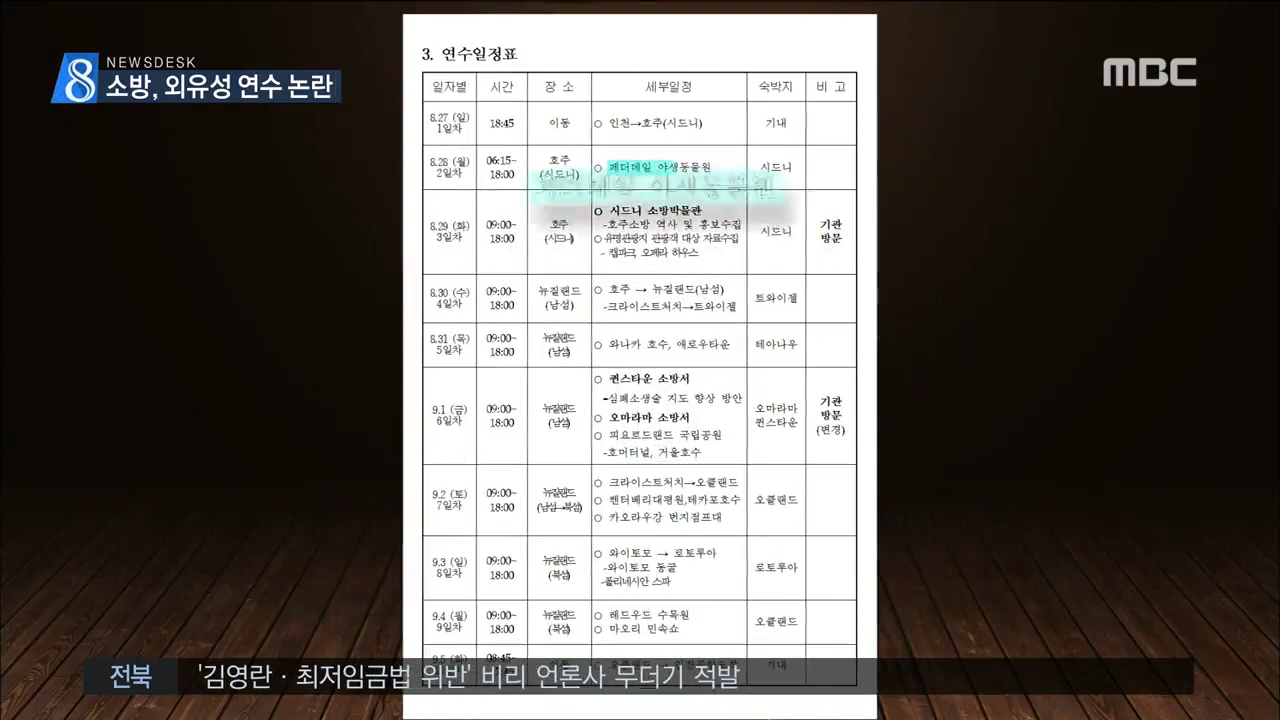 NEWSDESK
8 소방, 외유성 연수 논란
MBC
3. 연수일정표
일자별 시간 장 소 세부일정 숙박지 비 고
8.27 (일) 1일차 18:45 이동 ○ 인천→호주(시드니) 기내
8.28 (월) 2일차 06:15~ 18:00 호주 (시드니) ○ 페더데일 야생동물원 시드니
8.29 (화) 3일차 09:00~ 18:00 호주 (시드니) ○ 시드니 소방박물관 시드니 기관 방문
-호주소방 역사 및 홍보수집
○ 유명관광지 관광객 대상 자료수집
- 캡파크, 오페라 하우스
8.30 (수) 4일차 09:00~ 18:00 뉴질랜드 (남섬) ○ 호주 → 뉴질랜드(남섬) 트와이젤
-크라이스트처치→트와이젤
8.31 (목) 5일차 09:00~ 18:00 뉴질랜드 (남섬) ○ 와나카 호수, 애로우타운 테아나우
9.1 (금) 6일차 09:00~ 18:00 뉴질랜드 (남섬) ○ 퀸스타운 소방서 오마라마 퀸스타운 기관 방문 (변경)
-심폐소생술 지도 향상 방안
○ 오마라마 소방서
○ 피요르드랜드 국립공원
-호머터널, 거울호수
9.2 (토) 7일차 09:00~ 18:00 뉴질랜드 (남섬→북섬) ○ 크라이스트처치→오클랜드 오클랜드
○ 켄터베리대평원,테카포호수
○ 카오라우강 번지점프대
9.3 (일) 8일차 09:00~ 18:00 뉴질랜드 (북섬) ○ 와이토모 → 로토루아 로토루아
-와이토모 동굴
-폴리네시안 스파
9.4 (월) 9일차 09:00~ 18:00 뉴질랜드 (북섬) ○ 레드우드 수목원 오클랜드
○ 마오리 민속쇼
9.5 (화) 08:45~ 기내
전북 '김영란·최저임금법 위반' 비리 언론사 무더기 적발